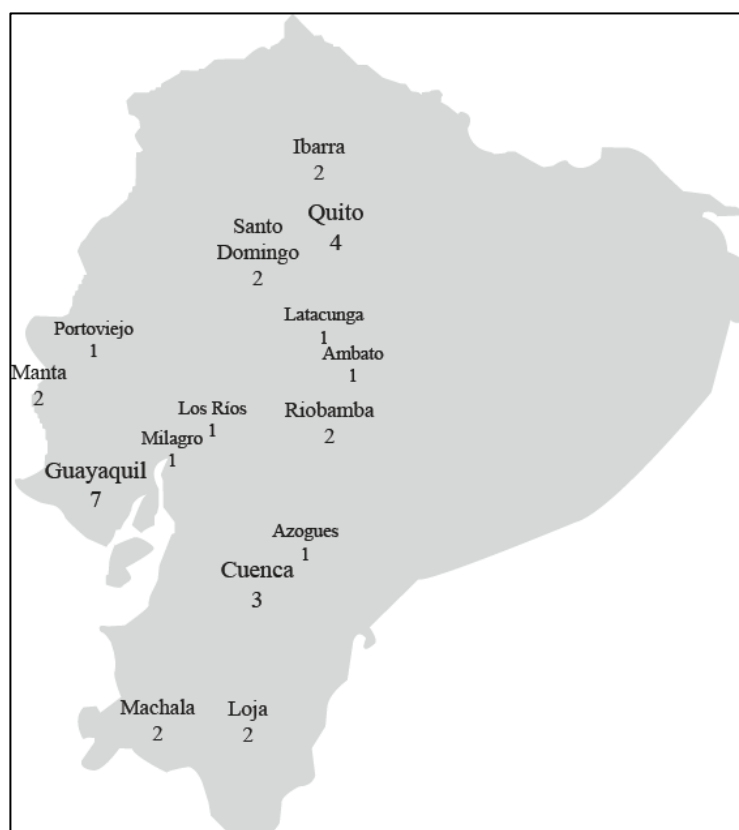 Ibarra
2
Quito
4
Santo
Domingo
2
Latacunga
1
Ambato
1
Portoviejo
1
Manta
2
Los Ríos
1
Riobamba
2
Milagro
1
Guayaquil
7
Azogues
1
Cuenca
3
Machala
2
Loja
2